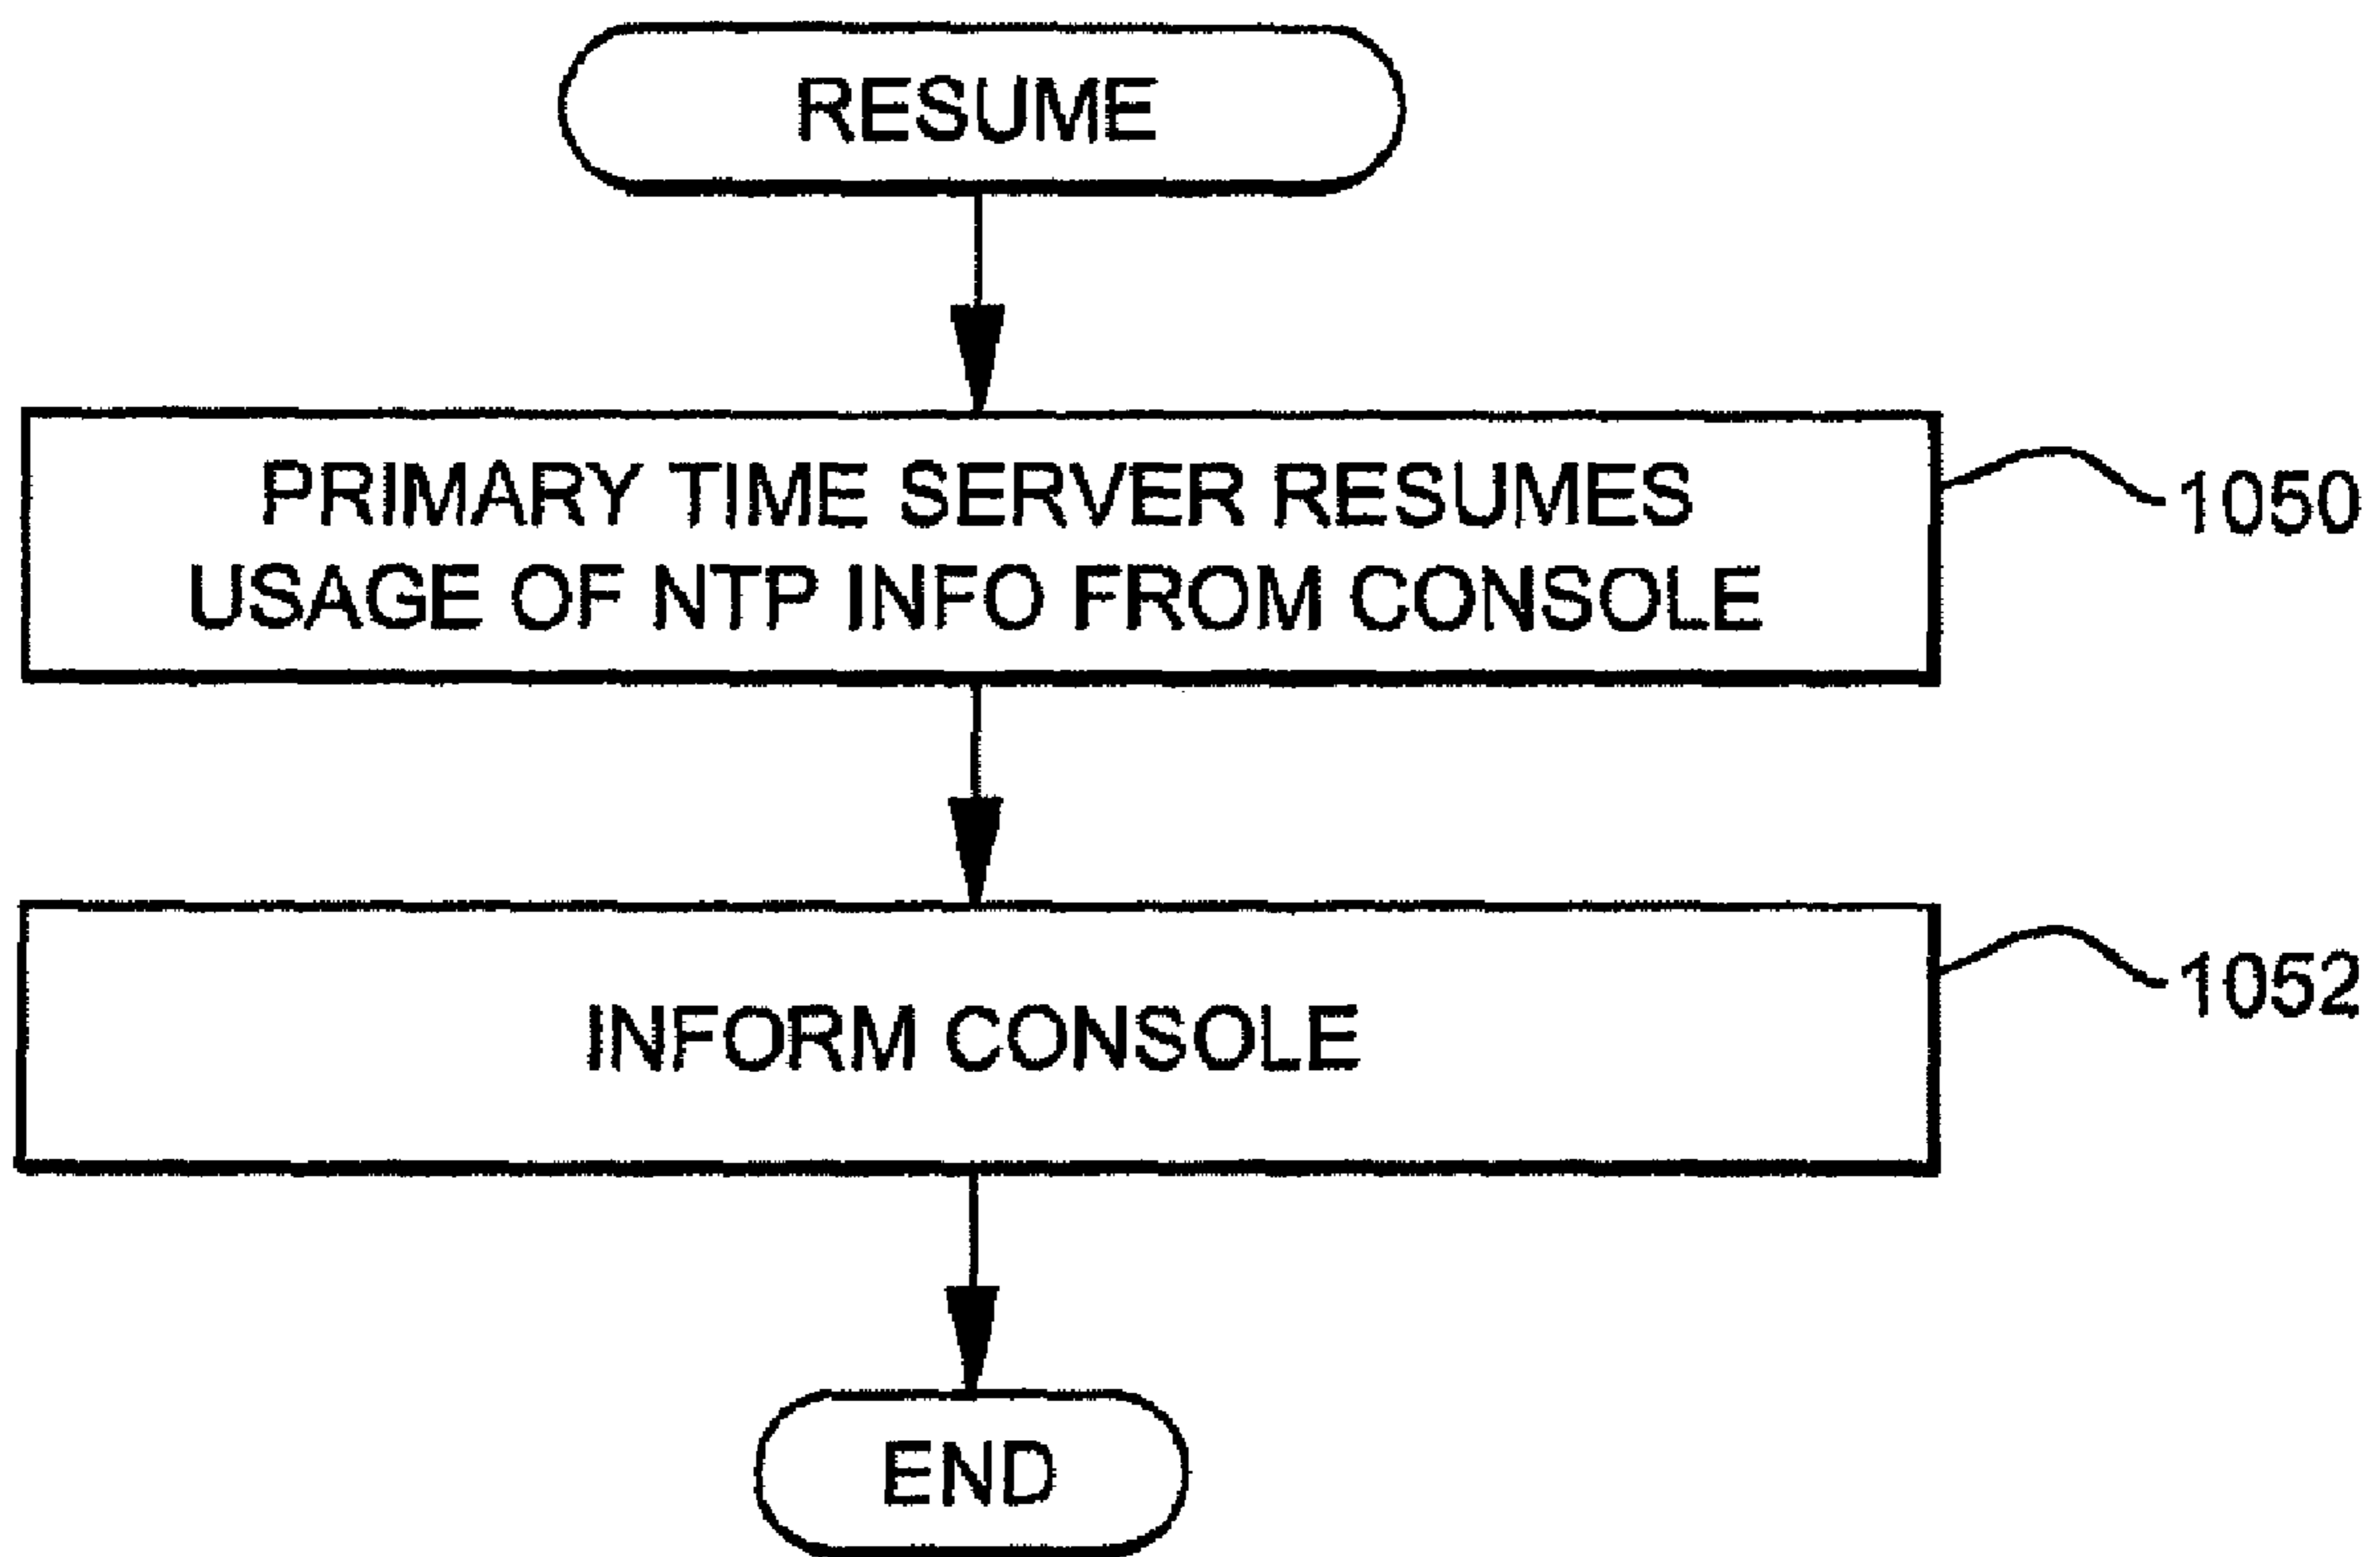 RESUME
PRIMARY TIME SERVER RESUMES
USAGE OF NTP INFO FROM CONSOLE
1050
INFORM CONSOLE
1052
END